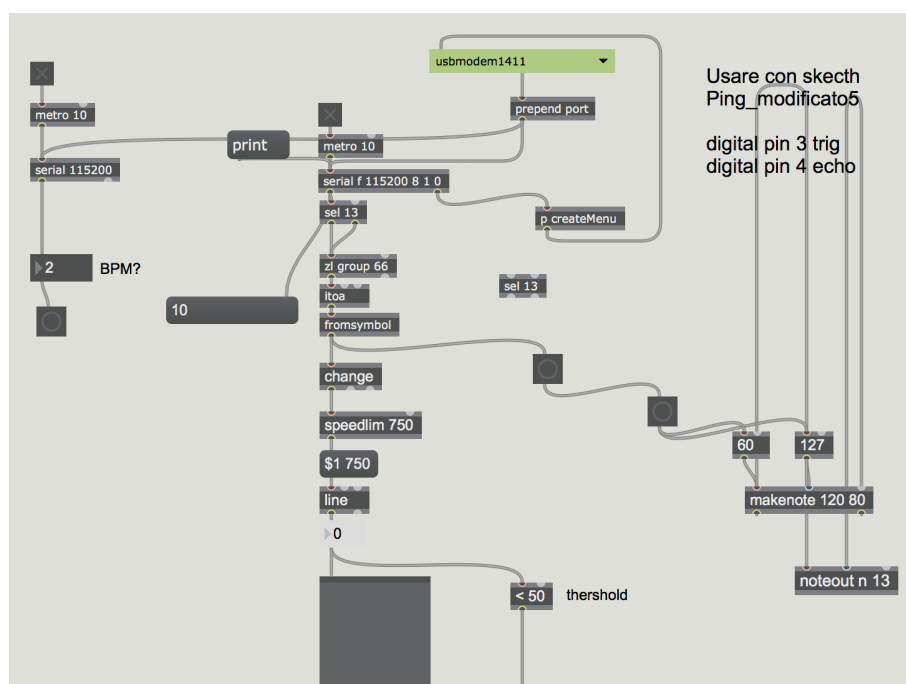 usbmodem1411
Usare con skecth
Ping_modificato5
digital pin 3 trig
digital pin 4 echo
metro 10
prepend port
print
metro 10
serial 115200
serial f 115200 8 1 0
sel 13
p createMenu
2
BPM?
zl group 66
sel 13
itoa
10
fromsymbol
change
speedlim 750
60
127
$1 750
line
makenote 120 80
0
noteout n 13
< 50
thershold